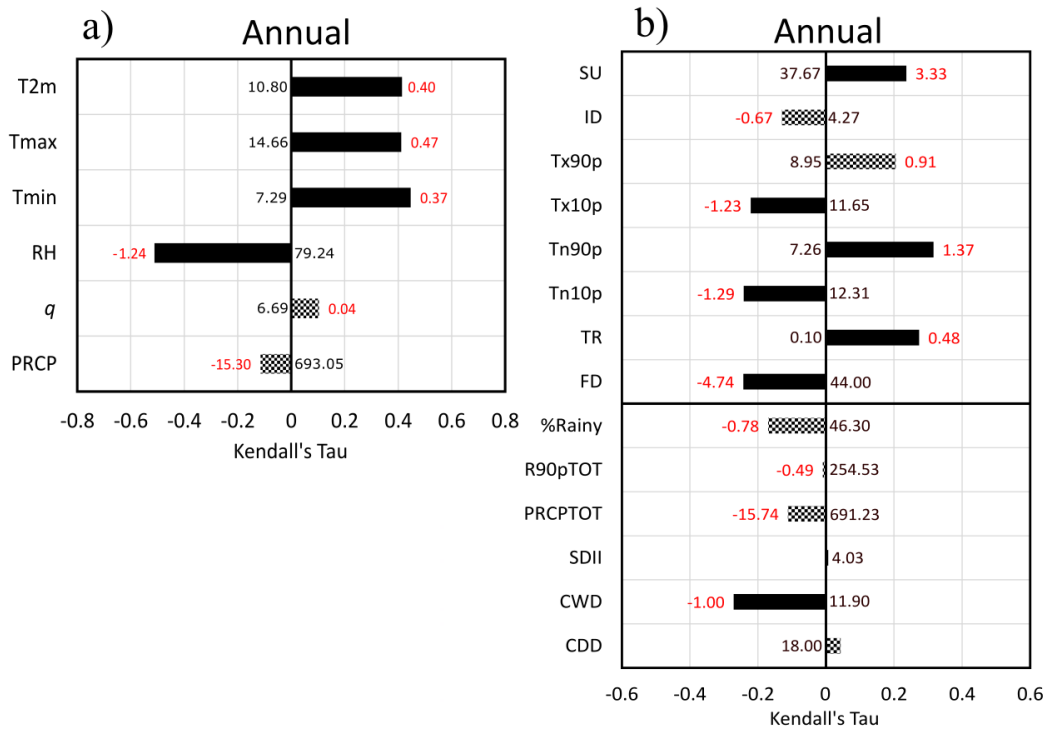 a)
Annual
T2m 10.80 0.40
Tmax 14.66 0.47
Tmin 7.29 0.37
RH -1.24 79.24
q 6.69 0.04
PRCP -15.30 693.05
-0.8 -0.6 -0.4 -0.2 0 0.2 0.4 0.6 0.8
Kendall's Tau
b)
Annual
SU 37.67 3.33
ID -0.67 4.27
Tx90p 8.95 0.91
Tx10p -1.23 11.65
Tn90p 7.26 1.37
Tn10p -1.29 12.31
TR 0.10 0.48
FD -4.74 44.00
%Rainy -0.78 46.30
R90pTOT -0.49 254.53
PRCPTOT -15.74 691.23
SDII 4.03
CWD -1.00 11.90
CDD 18.00
-0.6 -0.4 -0.2 0 0.2 0.4 0.6
Kendall's Tau